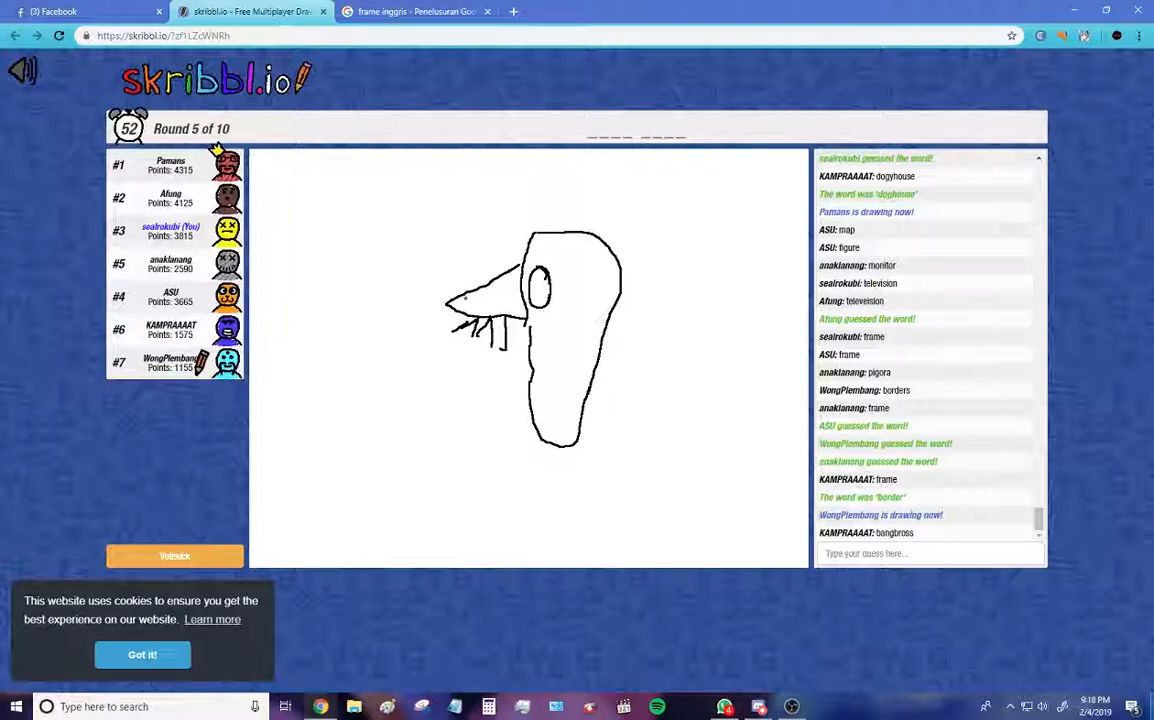 (3) Facebook
skribbl.io - Free Multiplayer Dra
frame inggris - Penelusuran Goo
https://skribbl.io/?zf1LZcWNRh
skribbl.io
52
Round 5 of 10
____ ____
#1 Pamans
Points: 4315
#2 Afung
Points: 4125
#3 sealrokubi (You)
Points: 3815
#5 anaklanang
Points: 2590
#4 ASU
Points: 3665
#6 KAMPRAAAAT
Points: 1575
#7 WongPlembang
Points: 1155
Votekick
sealrokubi guessed the word!
KAMPRAAAAT: dogyhouse
The word was 'doghouse'
Pamans is drawing now!
ASU: map
ASU: figure
anaklanang: monitor
sealrokubi: television
Afung: televeision
Afung guessed the word!
sealrokubi: frame
ASU: frame
anaklanang: pigora
WongPlembang: borders
anaklanang: frame
ASU guessed the word!
WongPlembang guessed the word!
anaklanang guessed the word!
KAMPRAAAAT: frame
The word was 'border'
WongPlembang is drawing now!
KAMPRAAAAT: bangbross
Type your guess here...
This website uses cookies to ensure you get the
best experience on our website. Learn more
Got it!
Type here to search
9:18 PM
2/4/2019